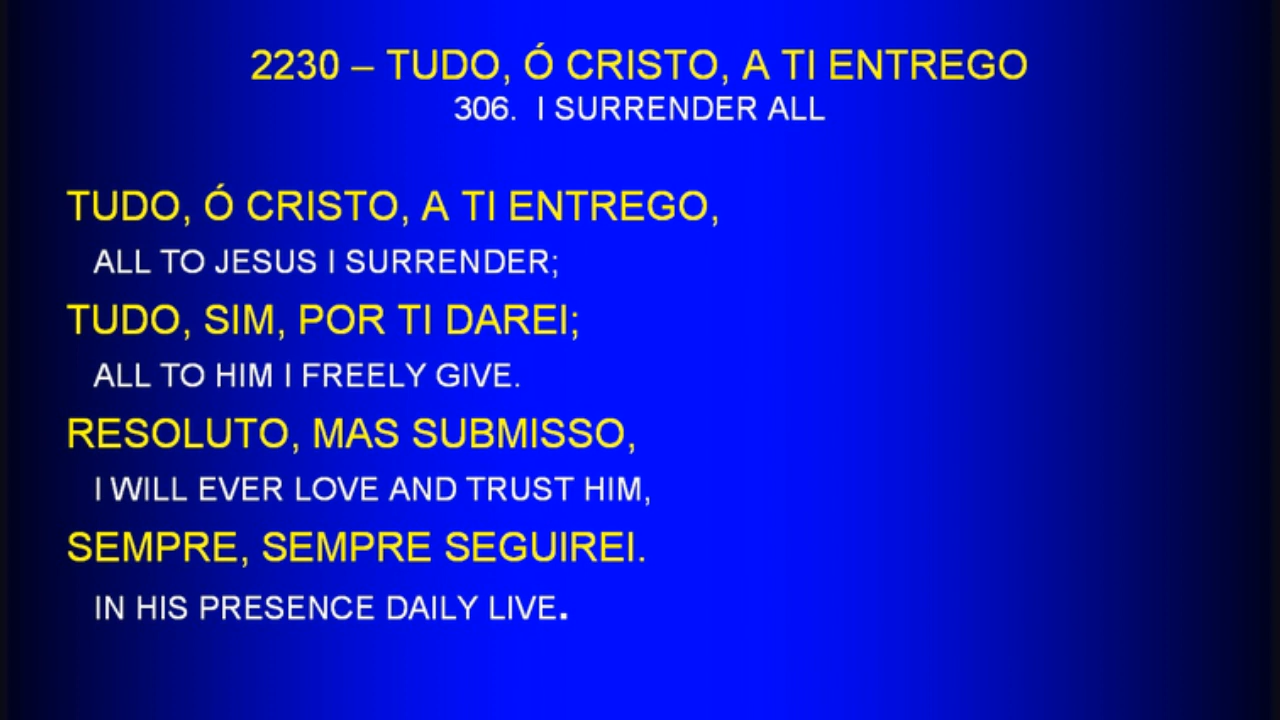 2230 – TUDO, Ó CRISTO, A TI ENTREGO
306. I SURRENDER ALL
TUDO, Ó CRISTO, A TI ENTREGO,
ALL TO JESUS I SURRENDER;
TUDO, SIM, POR TI DAREI;
ALL TO HIM I FREELY GIVE.
RESOLUTO, MAS SUBMISSO,
I WILL EVER LOVE AND TRUST HIM,
SEMPRE, SEMPRE SEGUIREI.
IN HIS PRESENCE DAILY LIVE.